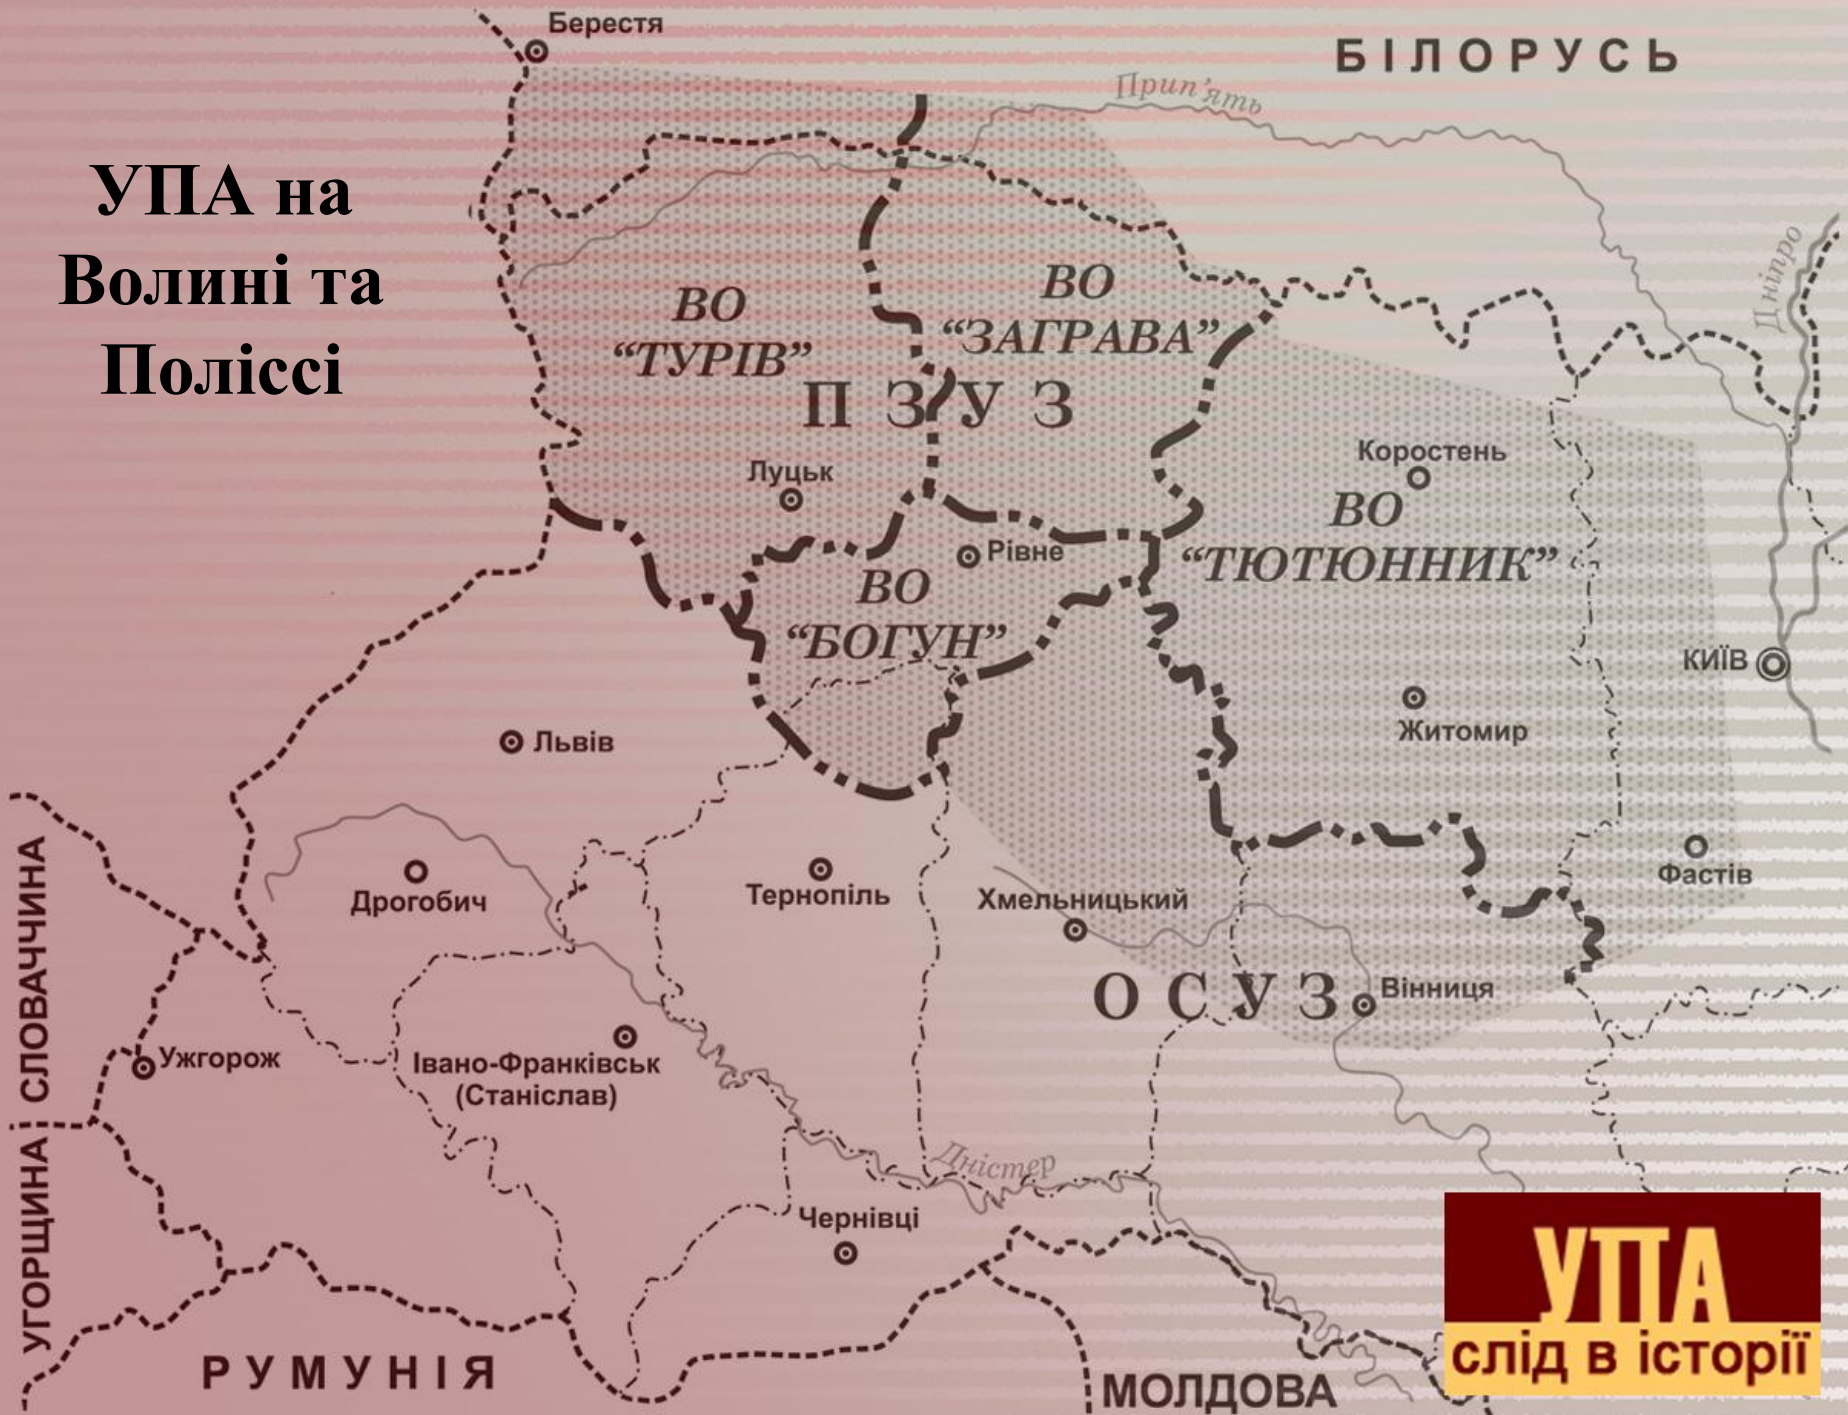 Берестя
БІЛОРУСЬ
Прип'ять
УПА на
Волині та
Поліссі
Дніпро
ВО
“ТУРІВ”
ВО
“ЗАГРАВА”
ПЗУЗ
Луцьк
Коростень
ВО
“ТЮТЮННИК”
Рівне
ВО
“БОГУН”
КИЇВ
Житомир
Львів
Фастів
Дрогобич
Тернопіль
Хмельницький
ОСУЗ
Вінниця
СЛОВАЧЧИНА
Ужгорож
Івано-Франківськ
(Станіслав)
УГОРЩИНА
Дністер
Чернівці
РУМУНІЯ
МОЛДОВА
УПА
слід в історії